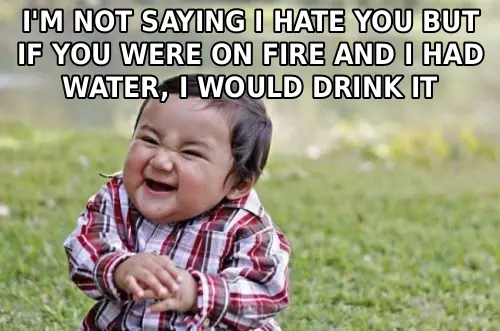 I'M NOT SAYING I HATE YOU BUT
IF YOU WERE ON FIRE AND I HAD
WATER, I WOULD DRINK IT